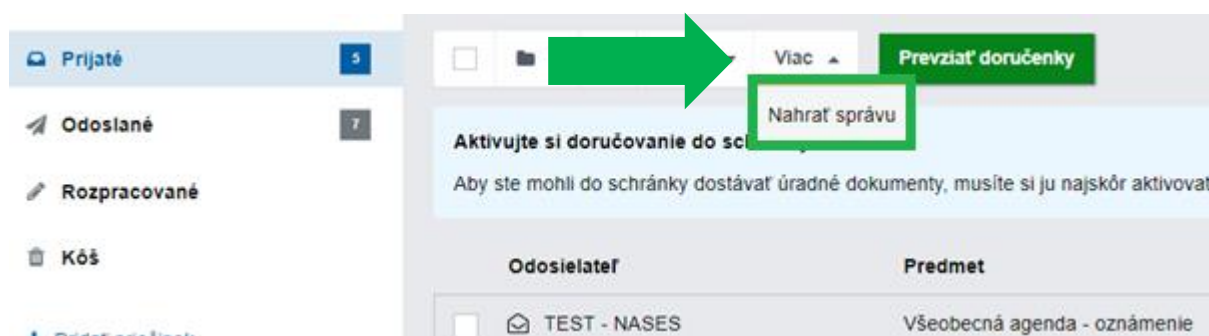 Prijaté 5
Viac
Prevziať doručenky
Nahrať správu
Odoslané 7
Aktivujte si doručovanie do
Aby ste mohli do schránky dostávať úradné dokumenty, musíte si ju najskôr aktivovať
Rozpracované
Kôš
Odosielateľ Predmet
TEST - NASES Všeobecná agenda - oznámenie